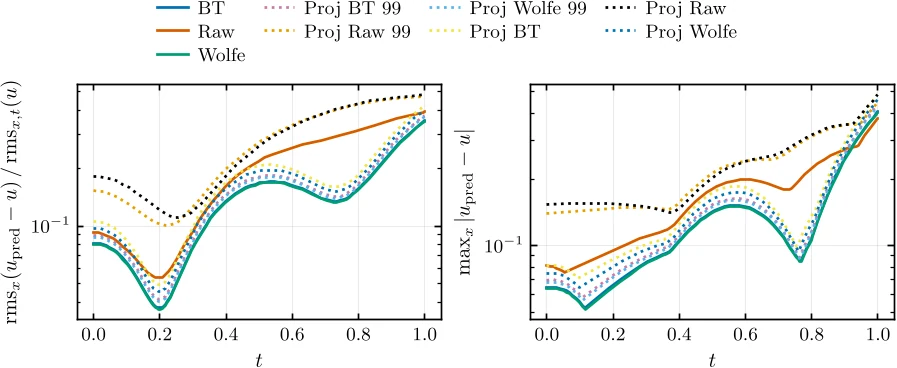 BT Proj BT 99 Proj Wolfe 99 Proj Raw
Raw Proj Raw 99 Proj BT Proj Wolfe
Wolfe
rms_x(u_pred − u) / rms_{x,t}(u)
10^{−1}
0.0 0.2 0.4 0.6 0.8 1.0
t
max_x |u_pred − u|
10^{−1}
0.0 0.2 0.4 0.6 0.8 1.0
t